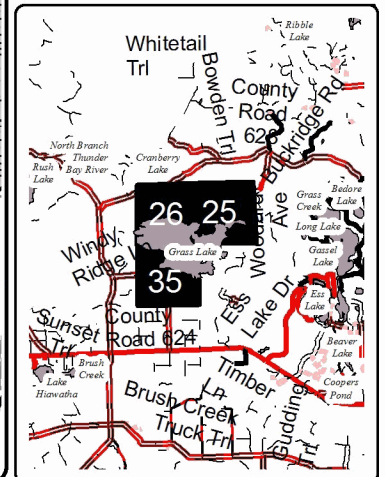 Ribble
Lake
Whitetail
Trl
Bowden Trl
County
Road
628
Buckridge Rd
North Branch
Thunder
Bay River
Rush
Lake
Cranberry
Lake
Grass
Creek
Bedore
Lake
Long Lake
Gassel
Lake
26 25
Grass Lake
35
Windy
Ridge
Woodland
Ave
Ess
Lake Dr
Ess
Lake
Sunset
Trl
County
Road 624
Brush
Creek
Lake
Hiawatha
Beaver
Lake
Coopers
Pond
Timber
Ln
Brush Creek
Truck Trl
Gudding
Trl